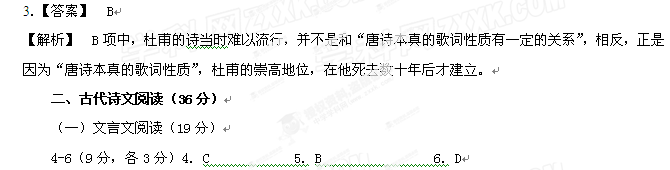 3.【答案】 B
【解析】 B项中，杜甫的诗当时难以流行，并不是和“唐诗本真的歌词性质有一定的关系”，相反，正是
因为“唐诗本真的歌词性质”，杜甫的崇高地位，在他死去数十年后才建立。
二、古代诗文阅读（36分）
（一）文言文阅读（19分）
4-6（9分，各3分）4. C 5. B 6. D